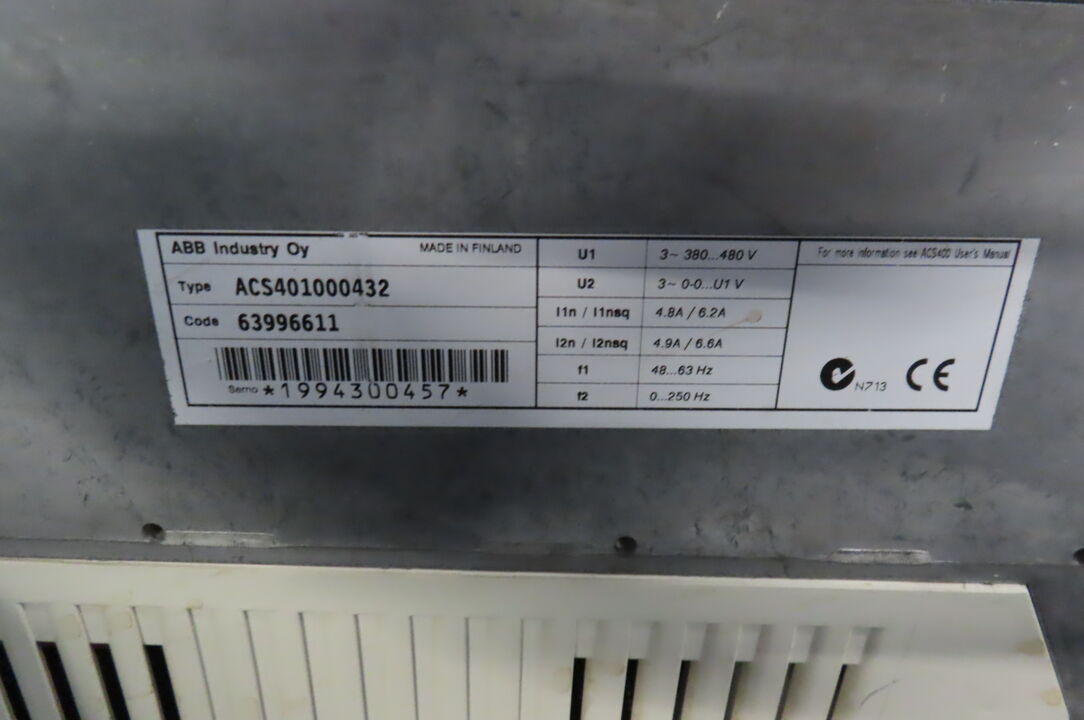 ABB Industry Oy MADE IN FINLAND
Type ACS401000432
Code 63996611
Serno *1994300457*
U1 3~ 380...480 V
U2 3~ 0-0...U1 V
I1n / I1nsq 4.8A / 6.2A
I2n / I2nsq 4.9A / 6.6A
f1 48...63 Hz
f2 0...250 Hz
For more information see ACS400 User's Manual
N713 CE